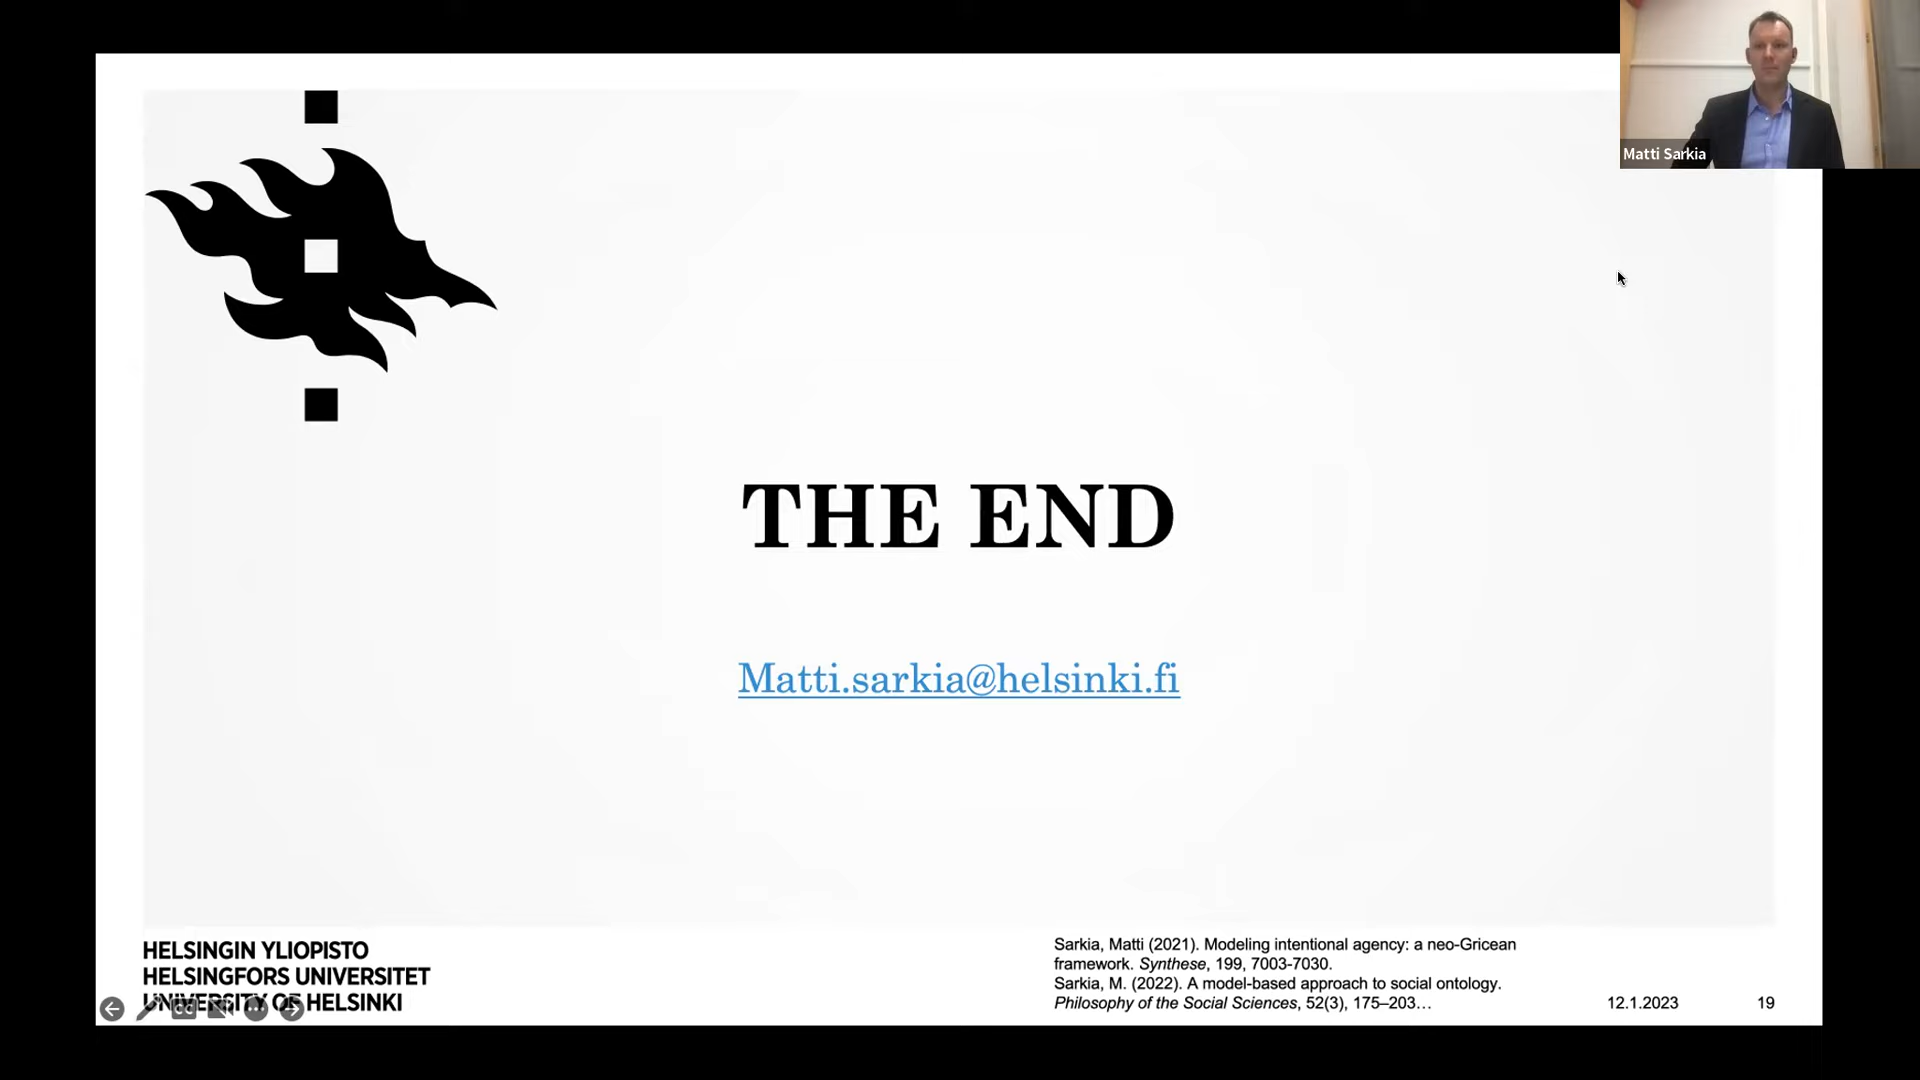 Matti Sarkia
THE END
Matti.sarkia@helsinki.fi
HELSINGIN YLIOPISTO
HELSINGFORS UNIVERSITET
UNIVERSITY OF HELSINKI
Sarkia, Matti (2021). Modeling intentional agency: a neo-Gricean
framework. Synthese, 199, 7003-7030.
Sarkia, M. (2022). A model-based approach to social ontology.
Philosophy of the Social Sciences, 52(3), 175–203…
12.1.2023
19